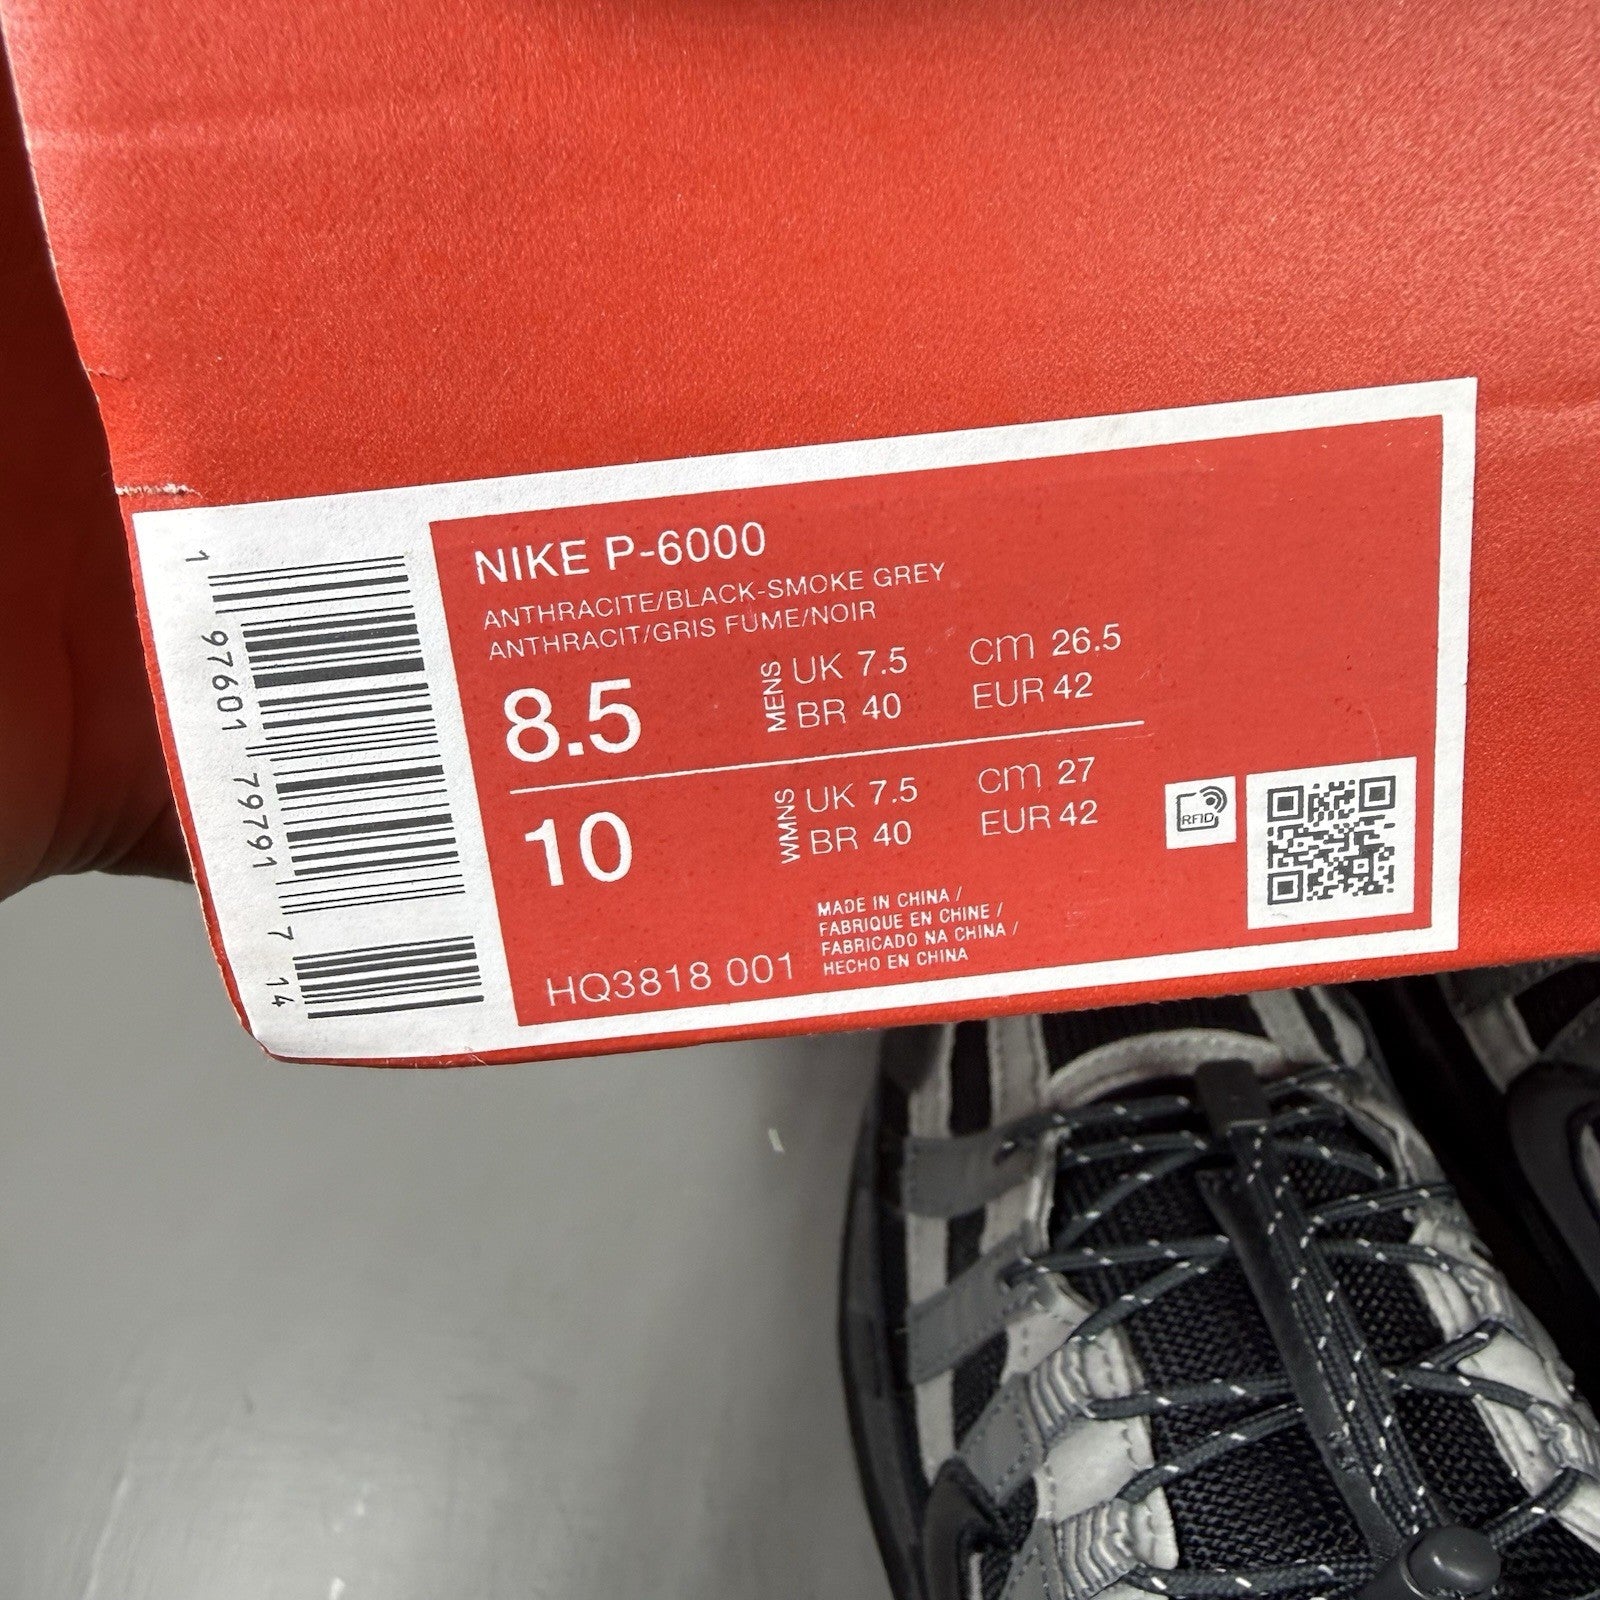 NIKE P-6000
ANTHRACITE/BLACK-SMOKE GREY
ANTHRACIT/GRIS FUME/NOIR
8.5 MENS UK 7.5 CM 26.5
BR 40 EUR 42
10 WMNS UK 7.5 CM 27
BR 40 EUR 42
RFID
MADE IN CHINA /
FABRIQUE EN CHINE /
FABRICADO NA CHINA /
HECHO EN CHINA
HQ3818 001
1 97601 79791 7 14